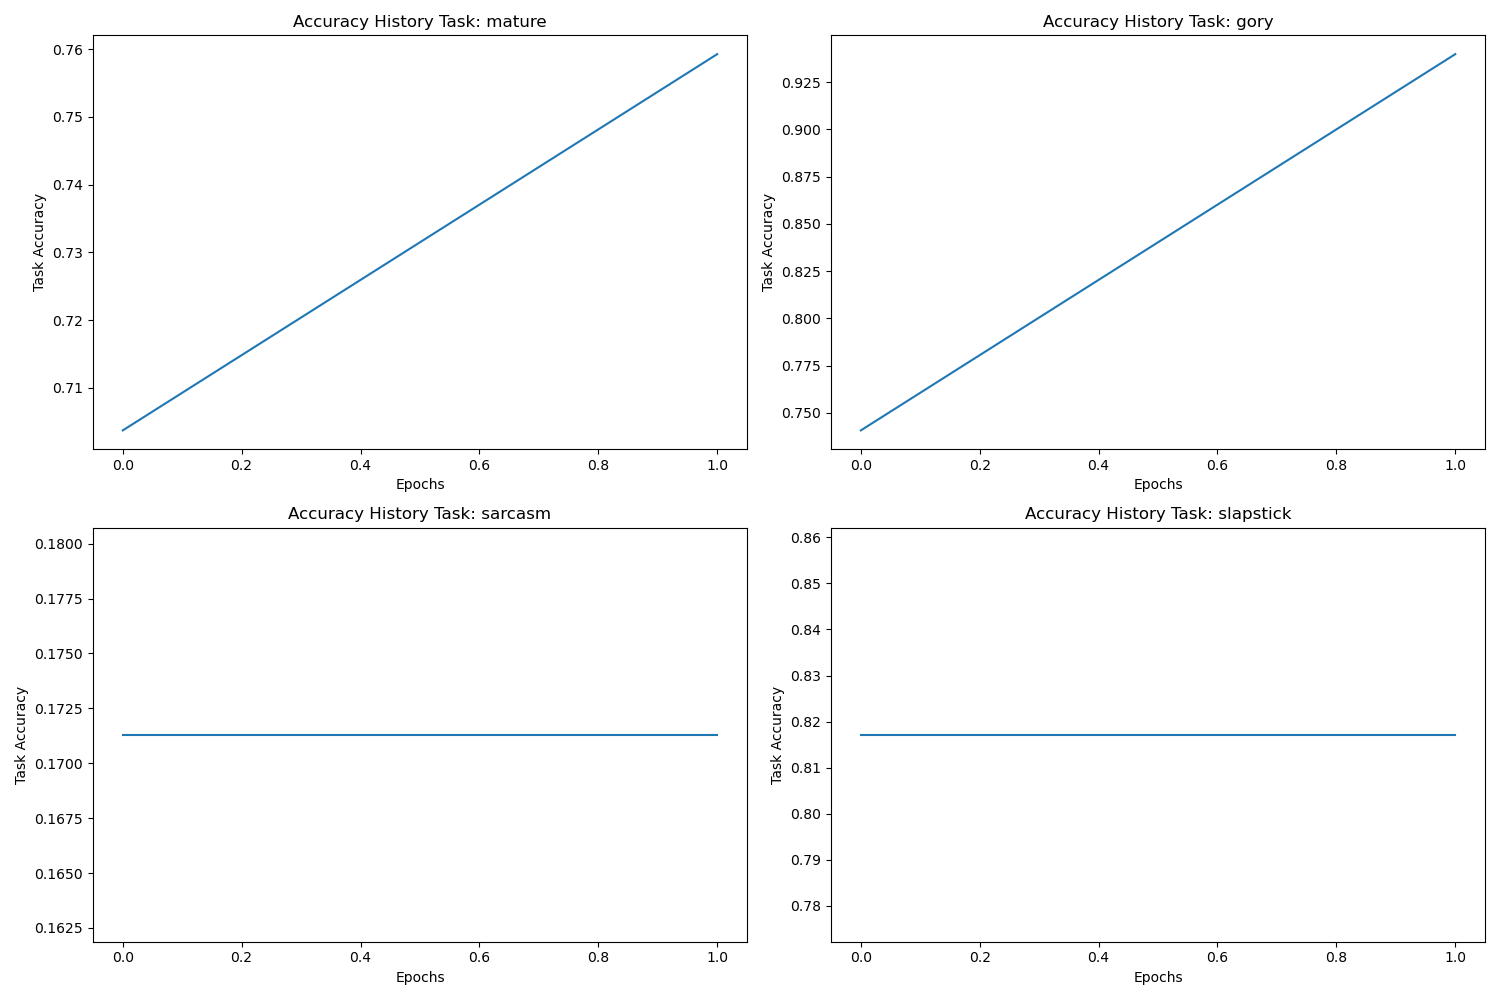 Accuracy History Task: mature
0.76
0.75
0.74
0.73
0.72
0.71
Task Accuracy
0.0 0.2 0.4 0.6 0.8 1.0
Epochs
Accuracy History Task: gory
0.925
0.900
0.875
0.850
0.825
0.800
0.775
0.750
Task Accuracy
0.0 0.2 0.4 0.6 0.8 1.0
Epochs
Accuracy History Task: sarcasm
0.1800
0.1775
0.1750
0.1725
0.1700
0.1675
0.1650
0.1625
Task Accuracy
0.0 0.2 0.4 0.6 0.8 1.0
Epochs
Accuracy History Task: slapstick
0.86
0.85
0.84
0.83
0.82
0.81
0.80
0.79
0.78
Task Accuracy
0.0 0.2 0.4 0.6 0.8 1.0
Epochs